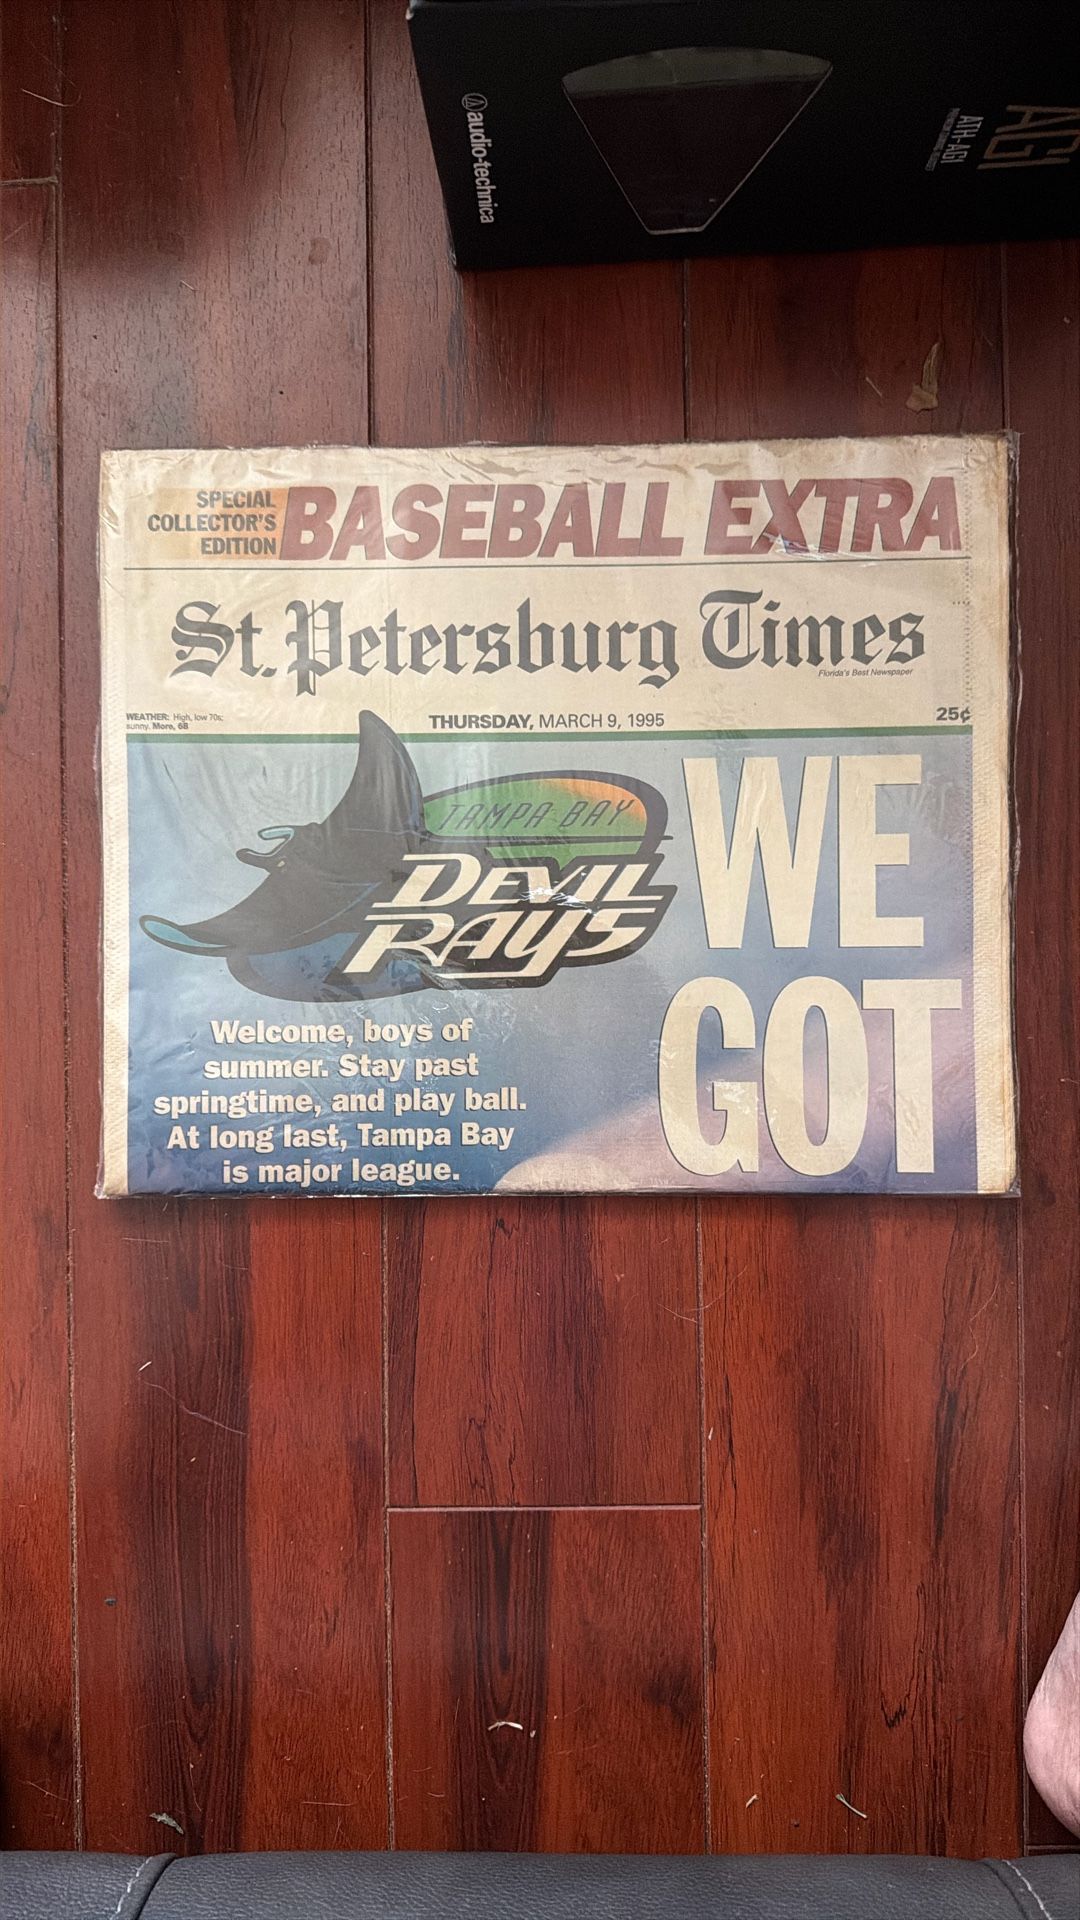 audio-technica
AG1
ATH-AG1
SPECIAL
COLLECTOR'S
EDITION
BASEBALL EXTRA
St. Petersburg Times
Florida's Best Newspaper
WEATHER: High, low 70s;
sunny. More, 6B
THURSDAY, MARCH 9, 1995
25¢
TAMPA BAY
DEVIL
RAYS
WE
GOT
Welcome, boys of
summer. Stay past
springtime, and play ball.
At long last, Tampa Bay
is major league.